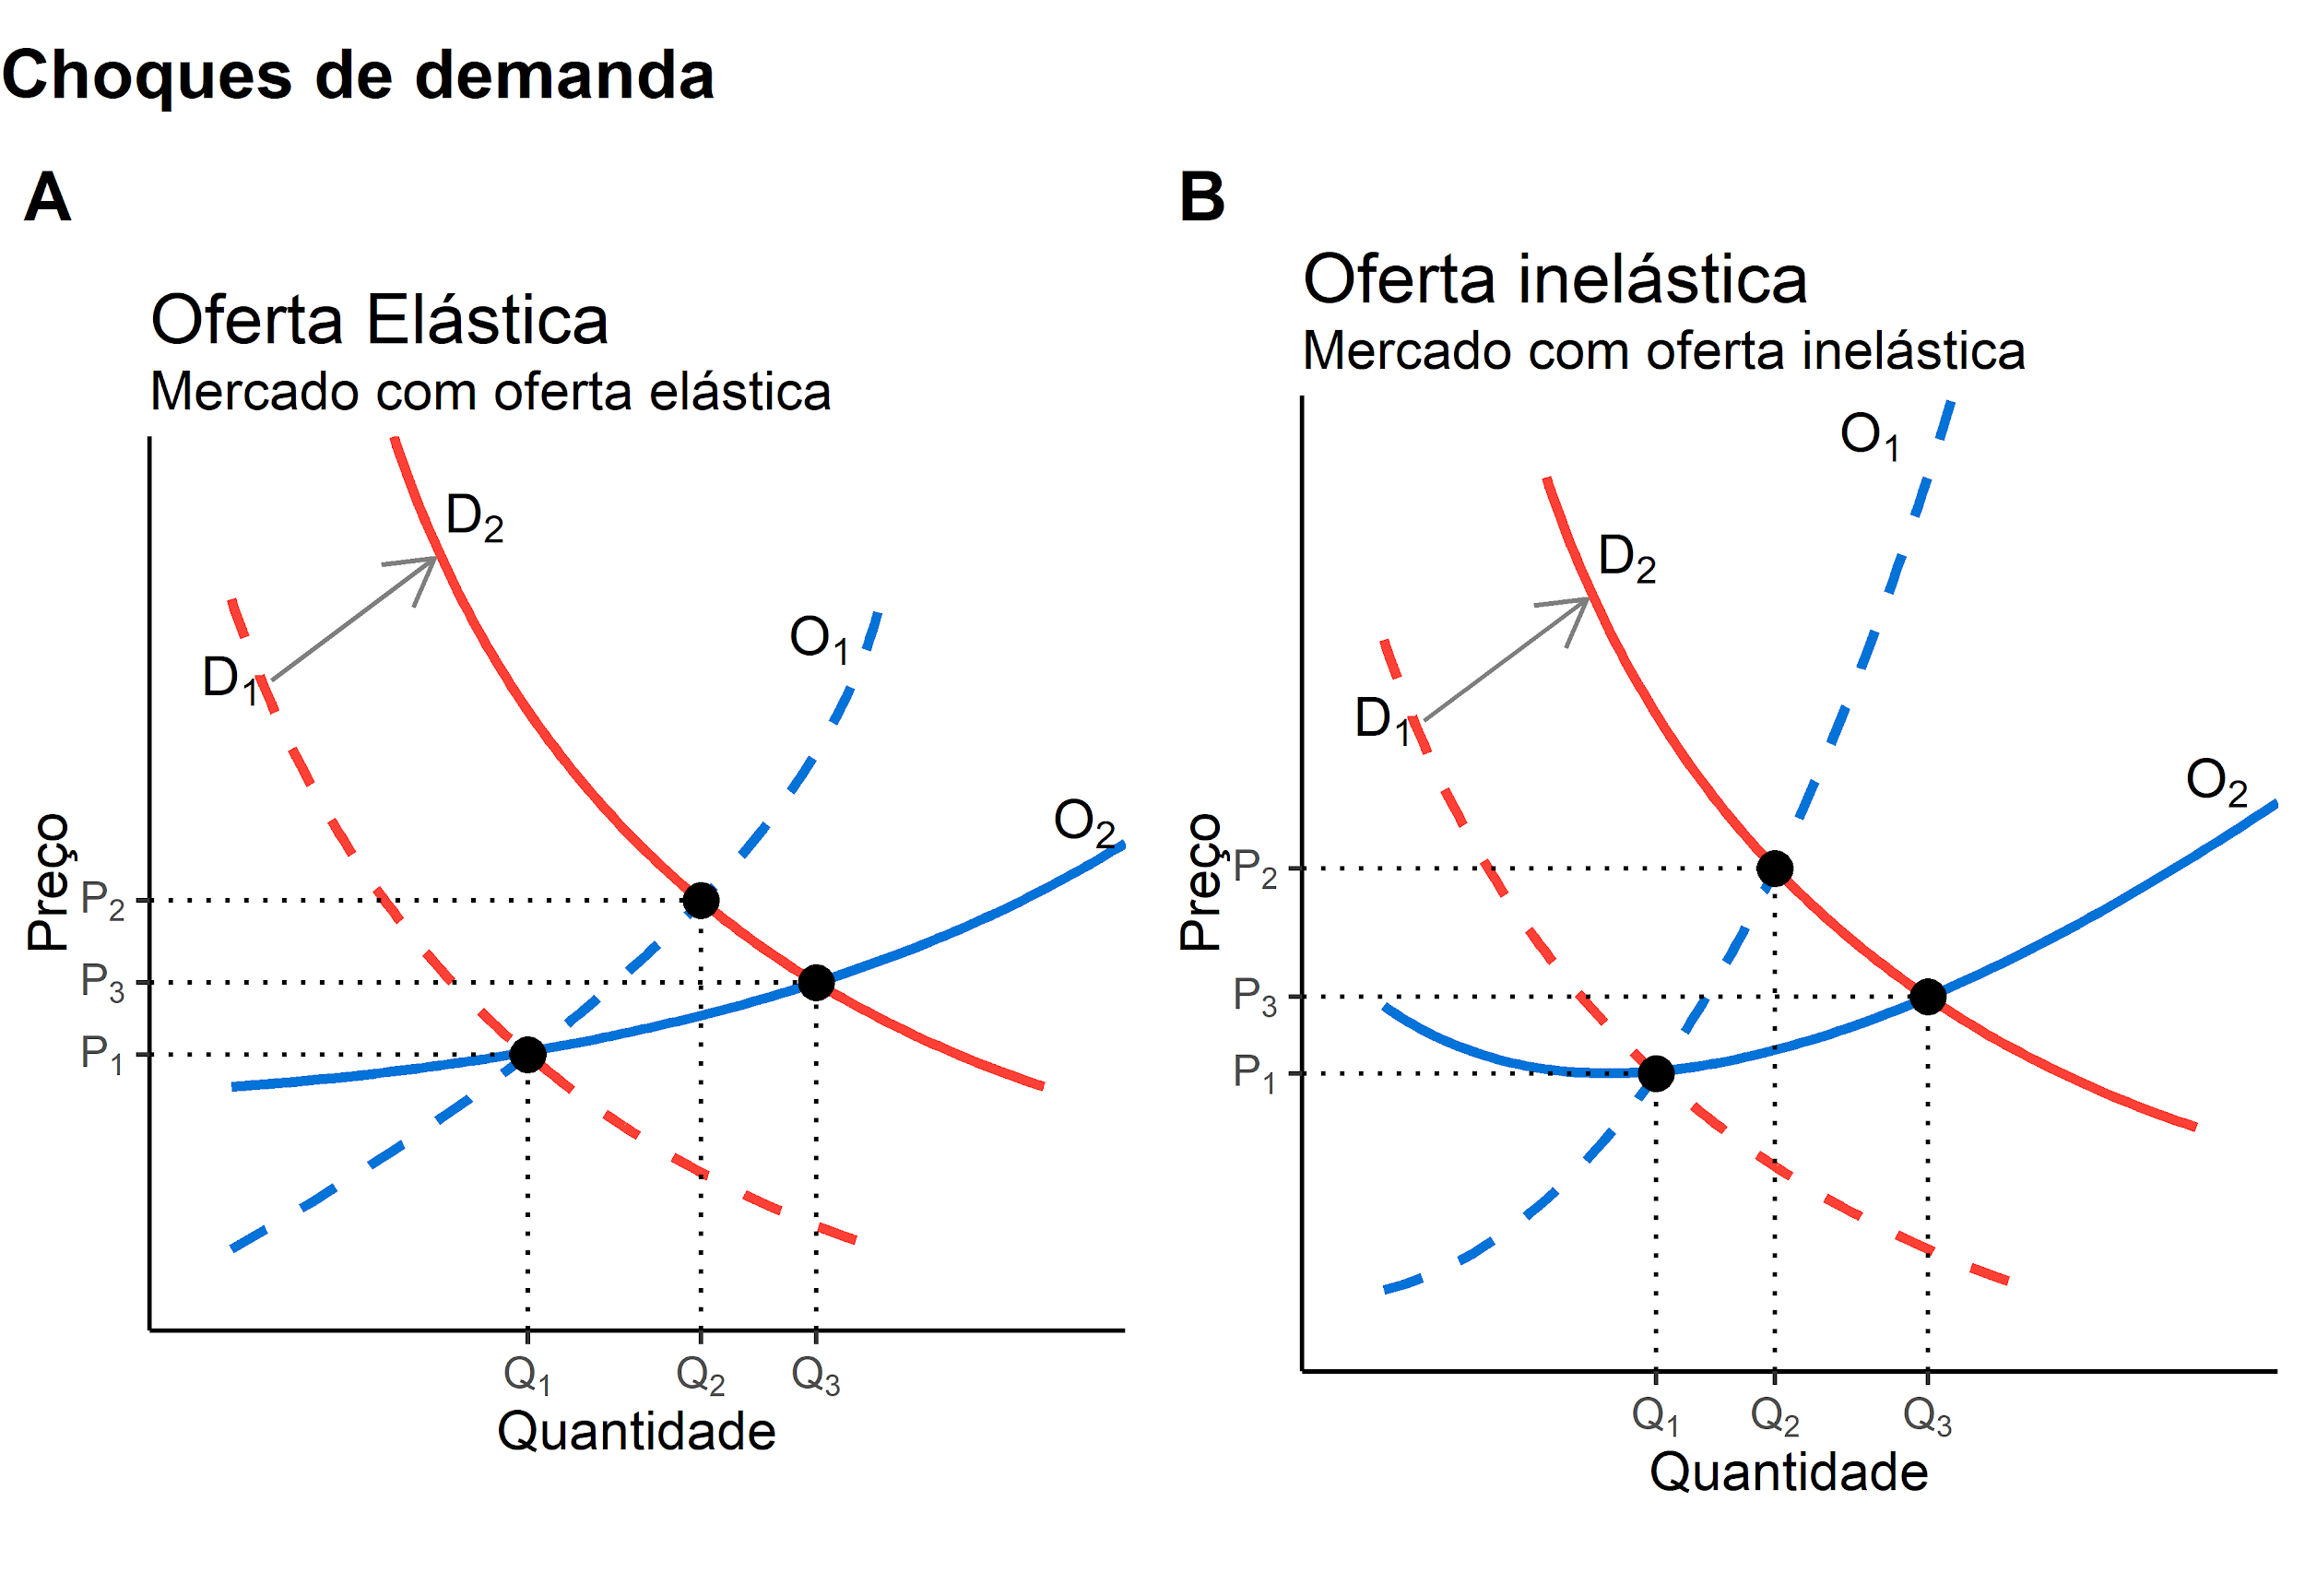 Choques de demanda
A
Oferta Elástica
Mercado com oferta elástica
D₂
O₁
D₁
O₂
Preço
P₂
P₃
P₁
Q₁ Q₂ Q₃
Quantidade
B
Oferta inelástica
Mercado com oferta inelástica
O₁
D₂
D₁
O₂
Preço
P₂
P₃
P₁
Q₁ Q₂ Q₃
Quantidade